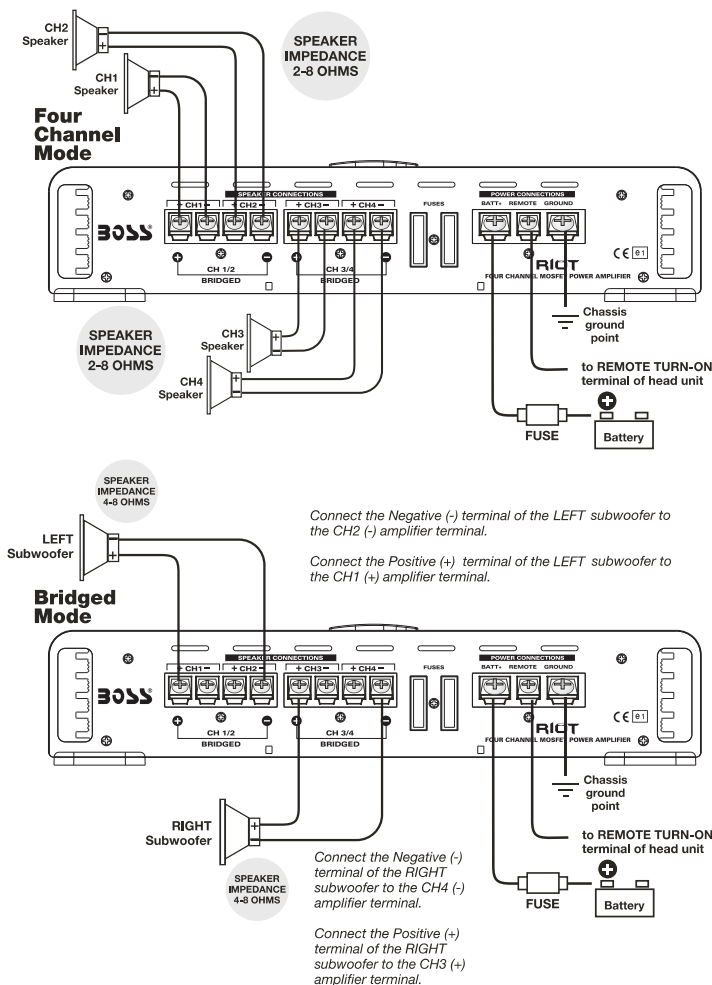 CH2
Speaker
SPEAKER
IMPEDANCE
2-8 OHMS
CH1
Speaker
Four
Channel
Mode
SPEAKER CONNECTIONS
+ CH1 - + CH2 - + CH3 - + CH4 -
FUSES
POWER CONNECTIONS
BATT+ REMOTE GROUND
BOSS®
+ CH 1/2 -
BRIDGED
+ CH 3/4 -
BRIDGED
CE e1
RIOT
FOUR CHANNEL MOSFET POWER AMPLIFIER
SPEAKER
IMPEDANCE
2-8 OHMS
CH3
Speaker
CH4
Speaker
Chassis
ground
point
to REMOTE TURN-ON
terminal of head unit
+
FUSE
Battery
SPEAKER
IMPEDANCE
4-8 OHMS
LEFT
Subwoofer
Connect the Negative (-) terminal of the LEFT subwoofer to
the CH2 (-) amplifier terminal.
Connect the Positive (+) terminal of the LEFT subwoofer to
the CH1 (+) amplifier terminal.
Bridged
Mode
SPEAKER CONNECTIONS
+ CH1 - + CH2 - + CH3 - + CH4 -
FUSES
POWER CONNECTIONS
BATT+ REMOTE GROUND
BOSS®
+ CH 1/2 -
BRIDGED
+ CH 3/4 -
BRIDGED
CE e1
RIOT
FOUR CHANNEL MOSFET POWER AMPLIFIER
RIGHT
Subwoofer
SPEAKER
IMPEDANCE
4-8 OHMS
Connect the Negative (-)
terminal of the RIGHT
subwoofer to the CH4 (-)
amplifier terminal.
Connect the Positive (+)
terminal of the RIGHT
subwoofer to the CH3 (+)
amplifier terminal.
Chassis
ground
point
to REMOTE TURN-ON
terminal of head unit
+
FUSE
Battery